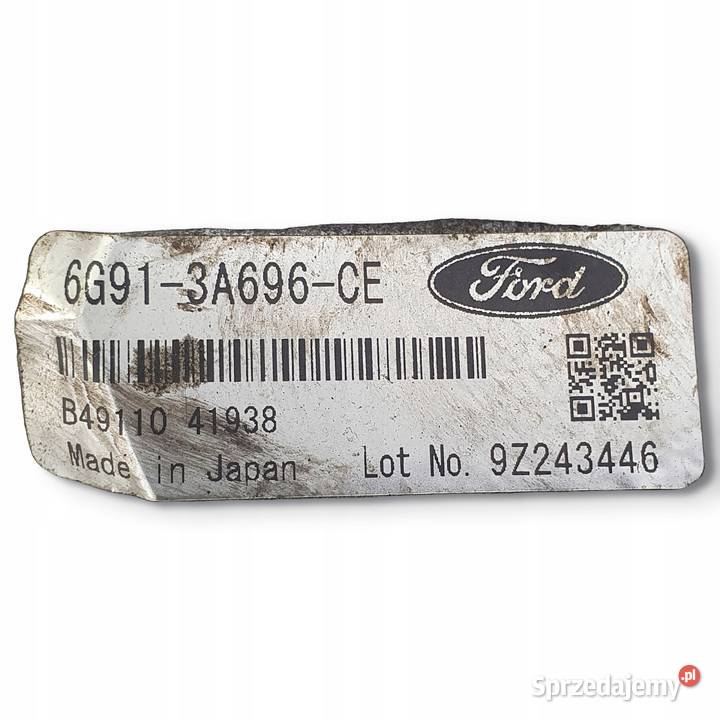 6G91-3A696-CE
Ford
B49110 41938
Made in Japan
Lot No. 9Z243446
Sprzedajemy.pl